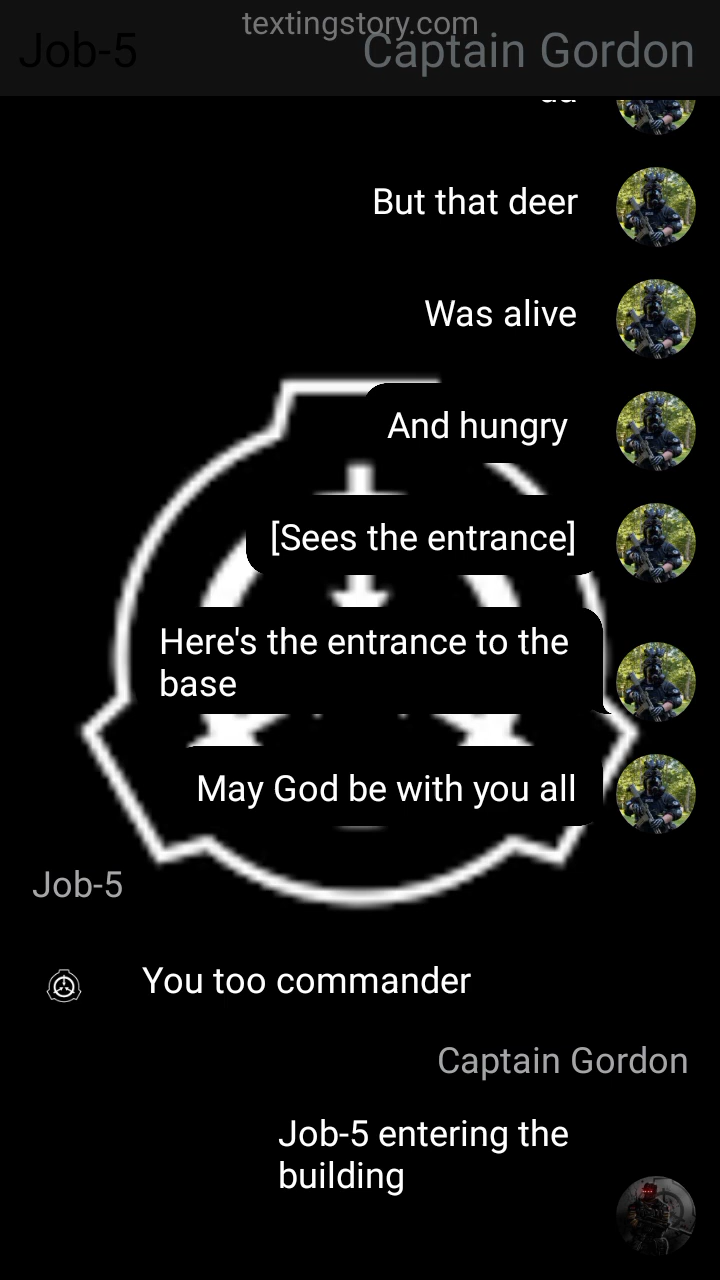 textingstory.com
Job-5
Captain Gordon
But that deer
Was alive
And hungry
[Sees the entrance]
Here's the entrance to the
base
May God be with you all
Job-5
You too commander
Captain Gordon
Job-5 entering the
building